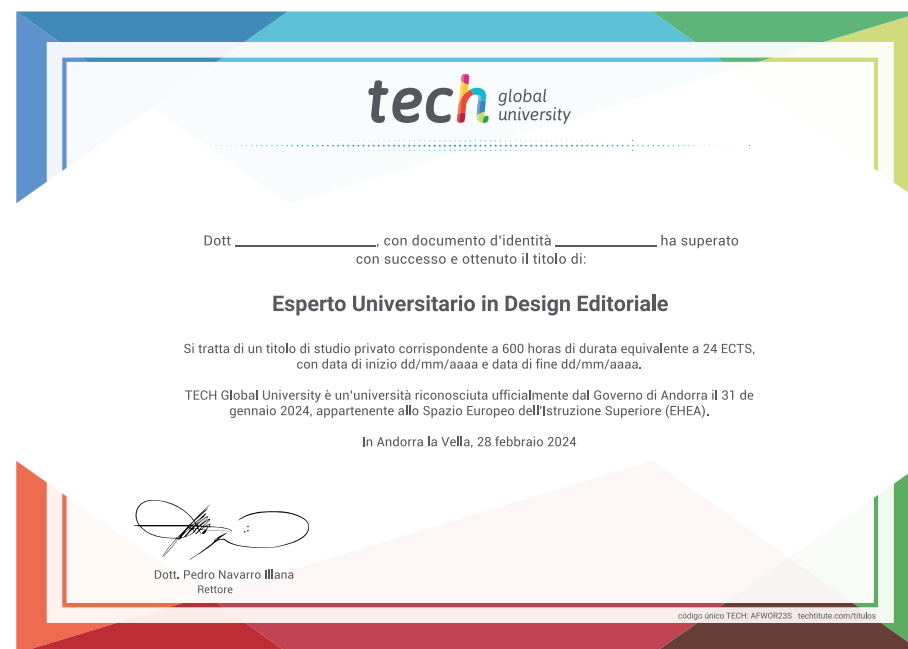 tech global
university
Dott ________________, con documento d'identità ____________ ha superato
con successo e ottenuto il titolo di:
Esperto Universitario in Design Editoriale
Si tratta di un titolo di studio privato corrispondente a 600 horas di durata equivalente a 24 ECTS,
con data di inizio dd/mm/aaaa e data di fine dd/mm/aaaa.
TECH Global University è un'università riconosciuta ufficialmente dal Governo di Andorra il 31 de
gennaio 2024, appartenente allo Spazio Europeo dell'Istruzione Superiore (EHEA).
In Andorra la Vella, 28 febbraio 2024
Dott. Pedro Navarro Illana
Rettore
código único TECH: AFWOR23S techtitute.com/titulos